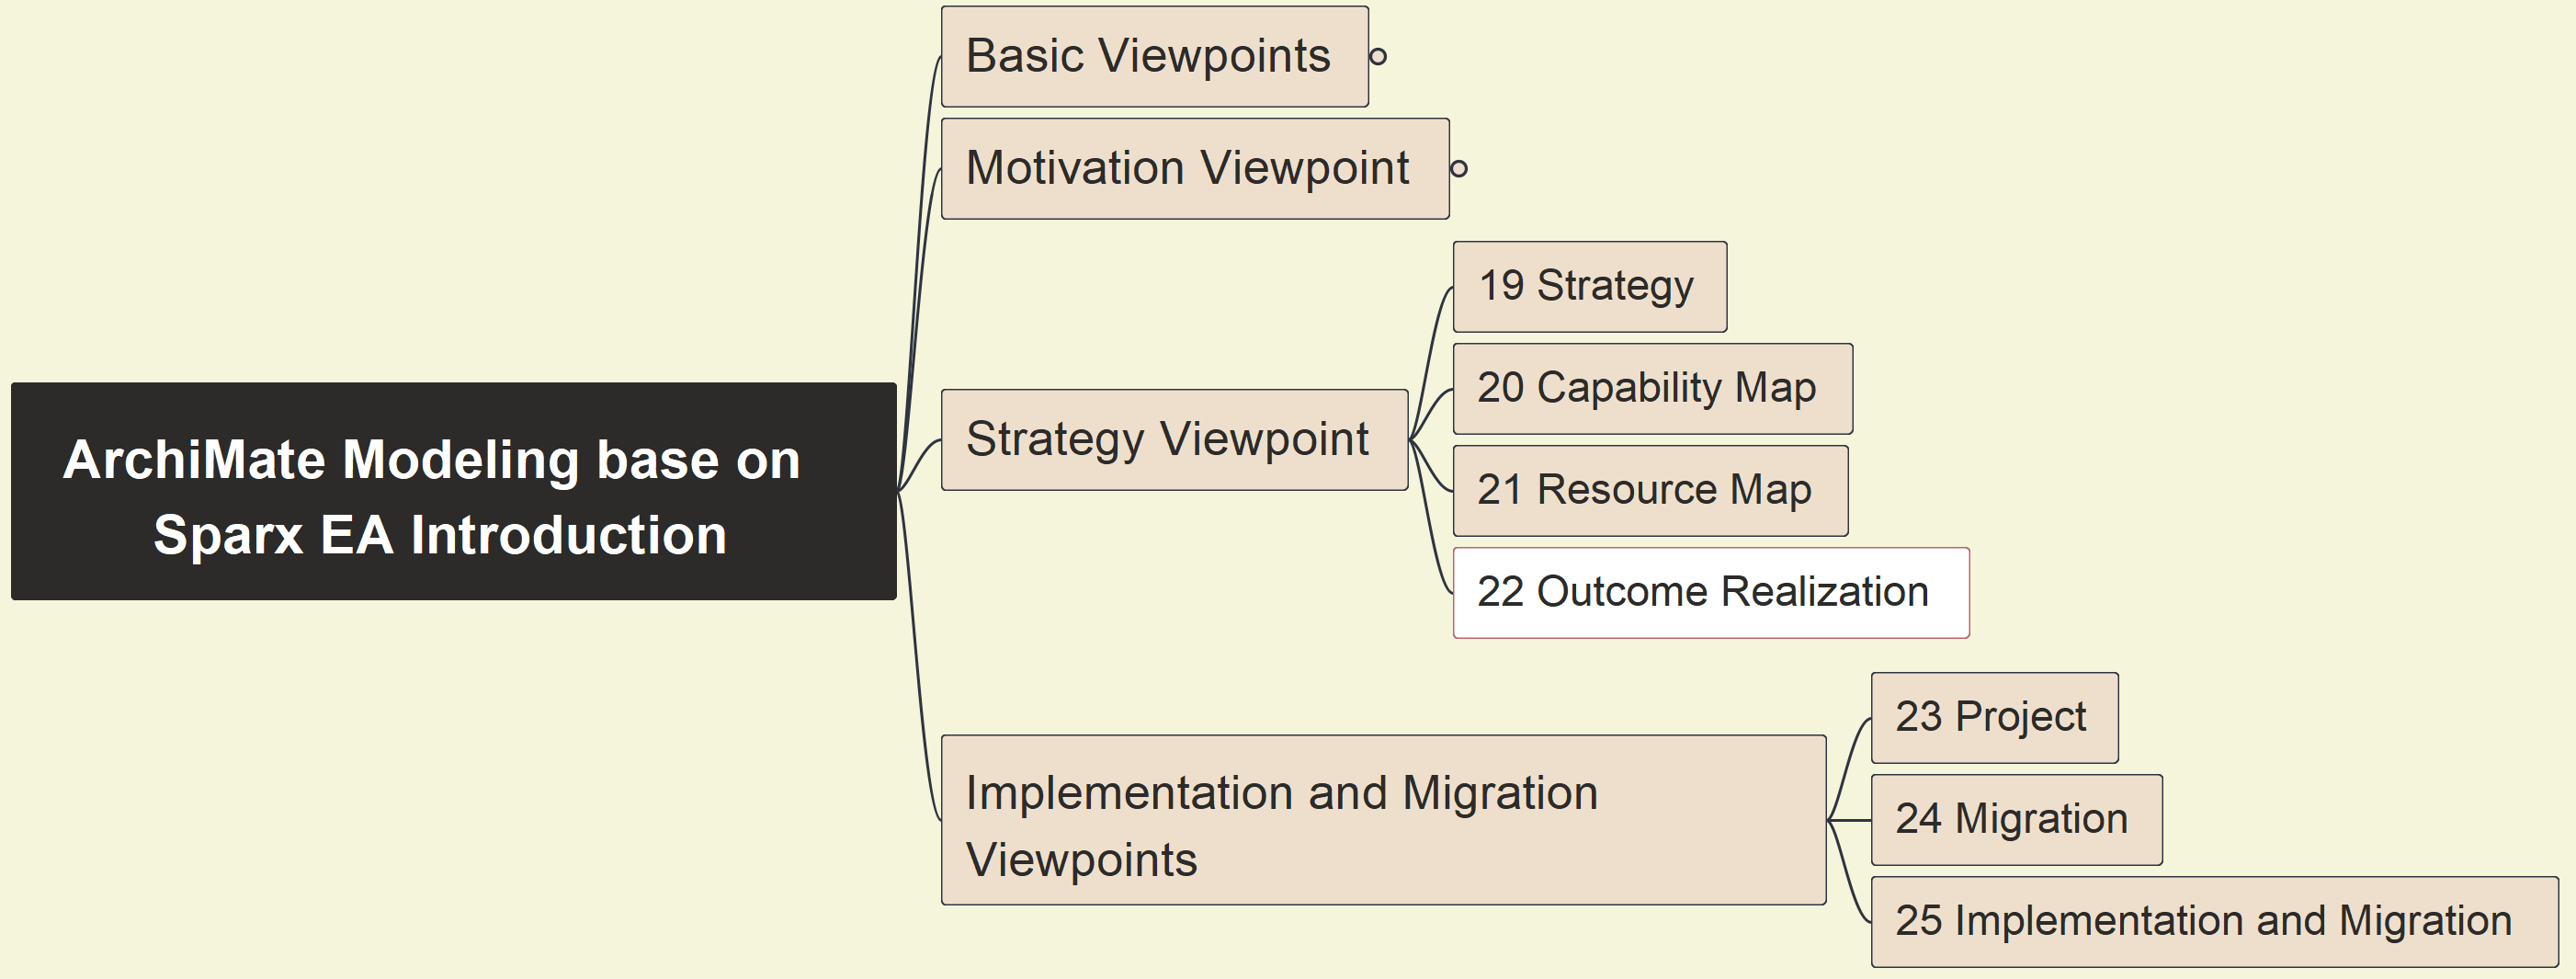 ArchiMate Modeling base on
Sparx EA Introduction
Basic Viewpoints
Motivation Viewpoint
Strategy Viewpoint
19 Strategy
20 Capability Map
21 Resource Map
22 Outcome Realization
Implementation and Migration
Viewpoints
23 Project
24 Migration
25 Implementation and Migration